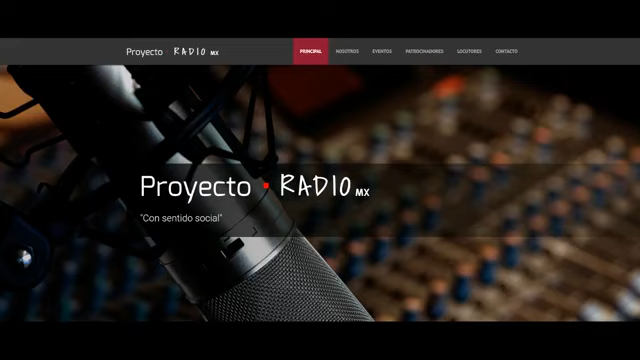 Proyecto RADIO MX
PRINCIPAL NOSOTROS EVENTOS PATROCINADORES LOCUTORES CONTACTO
Proyecto • RADIO MX
"Con sentido social"